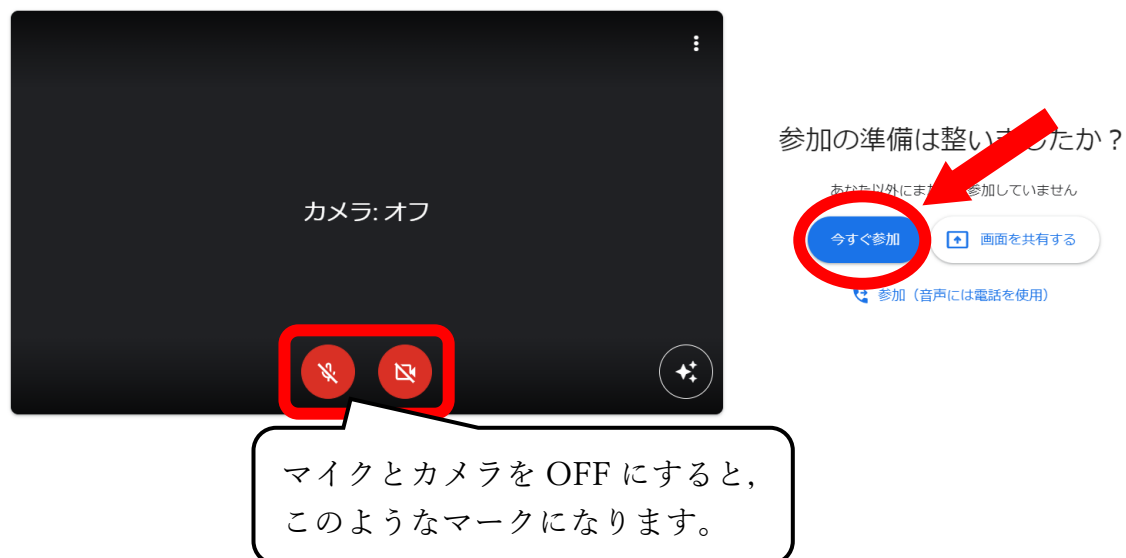 カメラ: オフ
参加の準備は整いましたか？
あなた以外にま 参加していません
今すぐ参加
画面を共有する
参加（音声には電話を使用）
マイクとカメラを OFF にすると,
このようなマークになります。